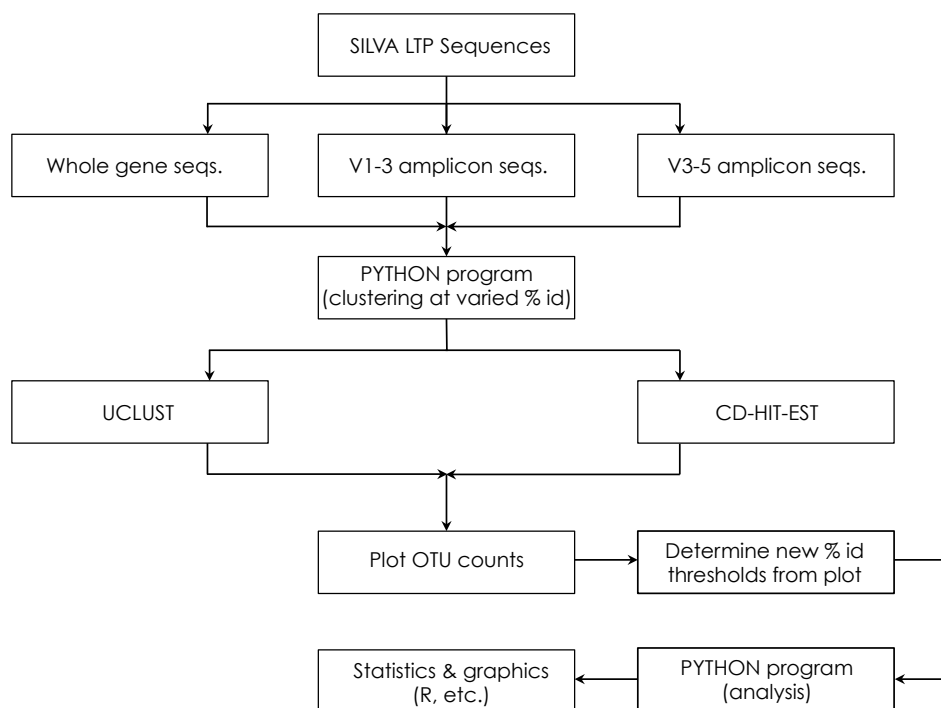 SILVA LTP Sequences
Whole gene seqs.
V1-3 amplicon seqs.
V3-5 amplicon seqs.
PYTHON program
(clustering at varied % id)
UCLUST
CD-HIT-EST
Plot OTU counts
Determine new % id
thresholds from plot
Statistics & graphics
(R, etc.)
PYTHON program
(analysis)